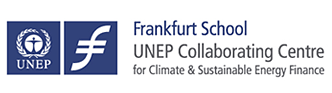 UNEP
Frankfurt School
UNEP Collaborating Centre
for Climate & Sustainable Energy Finance